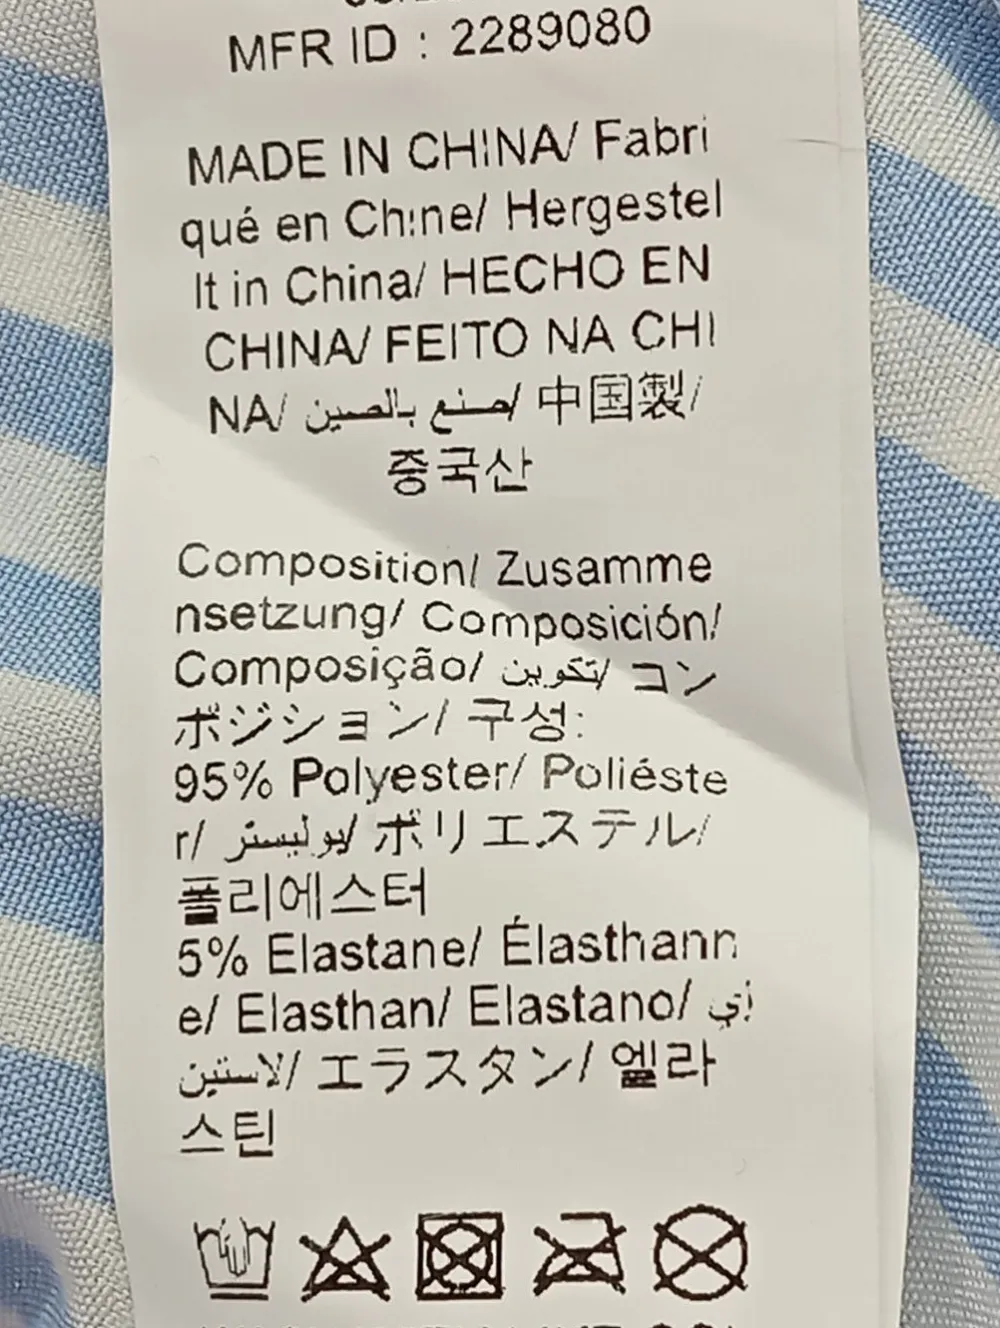 MFR ID : 2289080
MADE IN CHINA/ Fabri
qué en Chine/ Hergestel
lt in China/ HECHO EN
CHINA/ FEITO NA CHI
NA/ صنع بالصين/ 中国製/
중국산
Composition/ Zusamme
nsetzung/ Composición/
Composição/ تكوين/ コン
ポジション/ 구성:
95% Polyester/ Poliéste
r/ بوليستر/ ポリエステル/
폴리에스터
5% Elastane/ Élasthann
e/ Elasthan/ Elastano/ أي
لاستين/ エラスタン/ 엘라
스틴